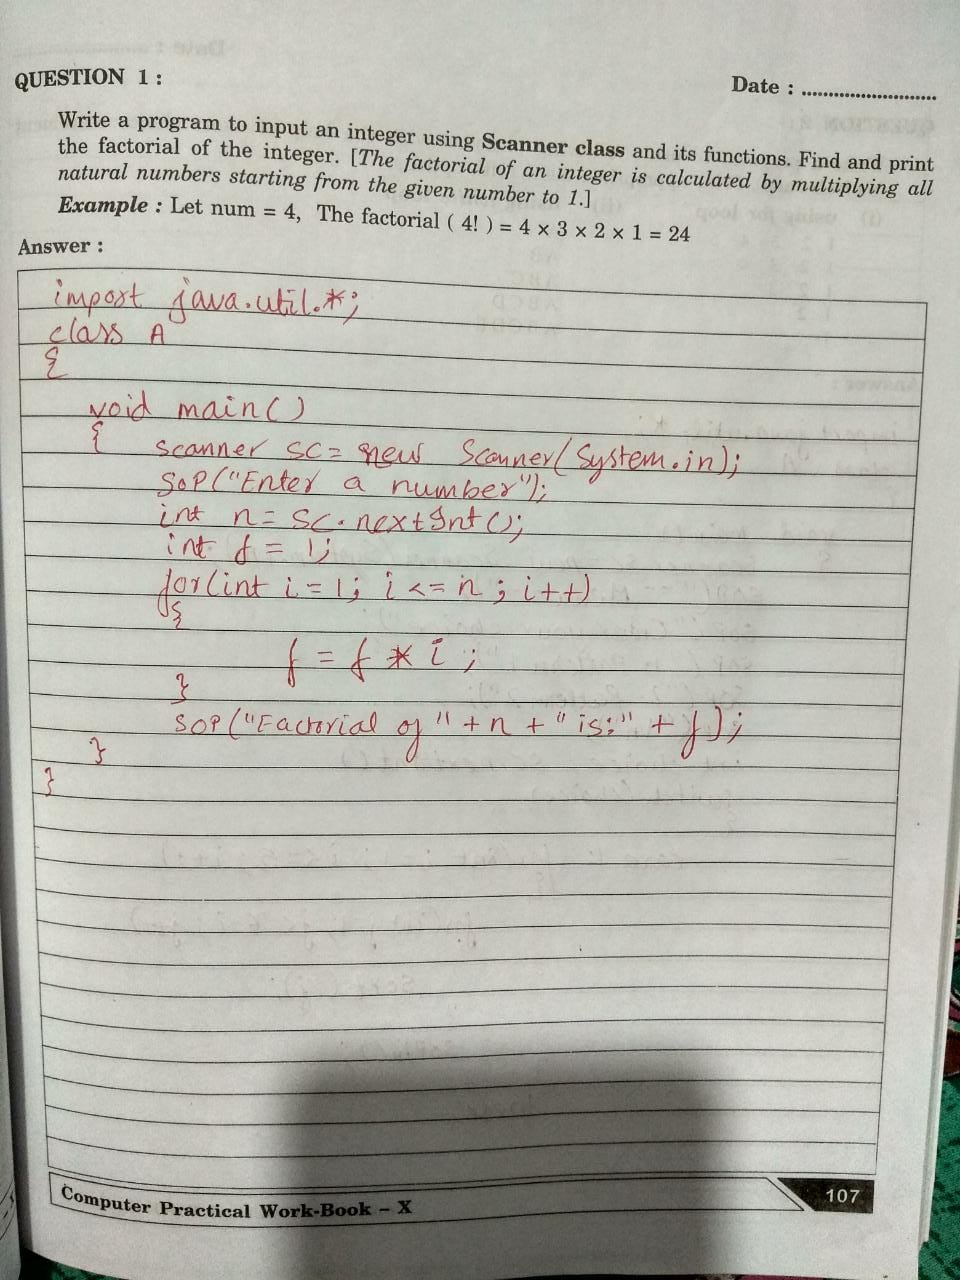 QUESTION 1 :
Date : ..........................
Write a program to input an integer using Scanner class and its functions. Find and print
the factorial of the integer. [The factorial of an integer is calculated by multiplying all
natural numbers starting from the given number to 1.]
Example : Let num = 4, The factorial ( 4! ) = 4 × 3 × 2 × 1 = 24
Answer :
import java.util.*;
class A
{
void main()
{ scanner sc = new Scanner(System.in);
SOP("Enter a number");
int n = sc.nextInt();
int f = 1;
for(int i = 1; i <= n ; i++)
{
f = f * i ;
}
SOP("Factorial of" + n + "is:" + f);
}
}
Computer Practical Work-Book – X
107